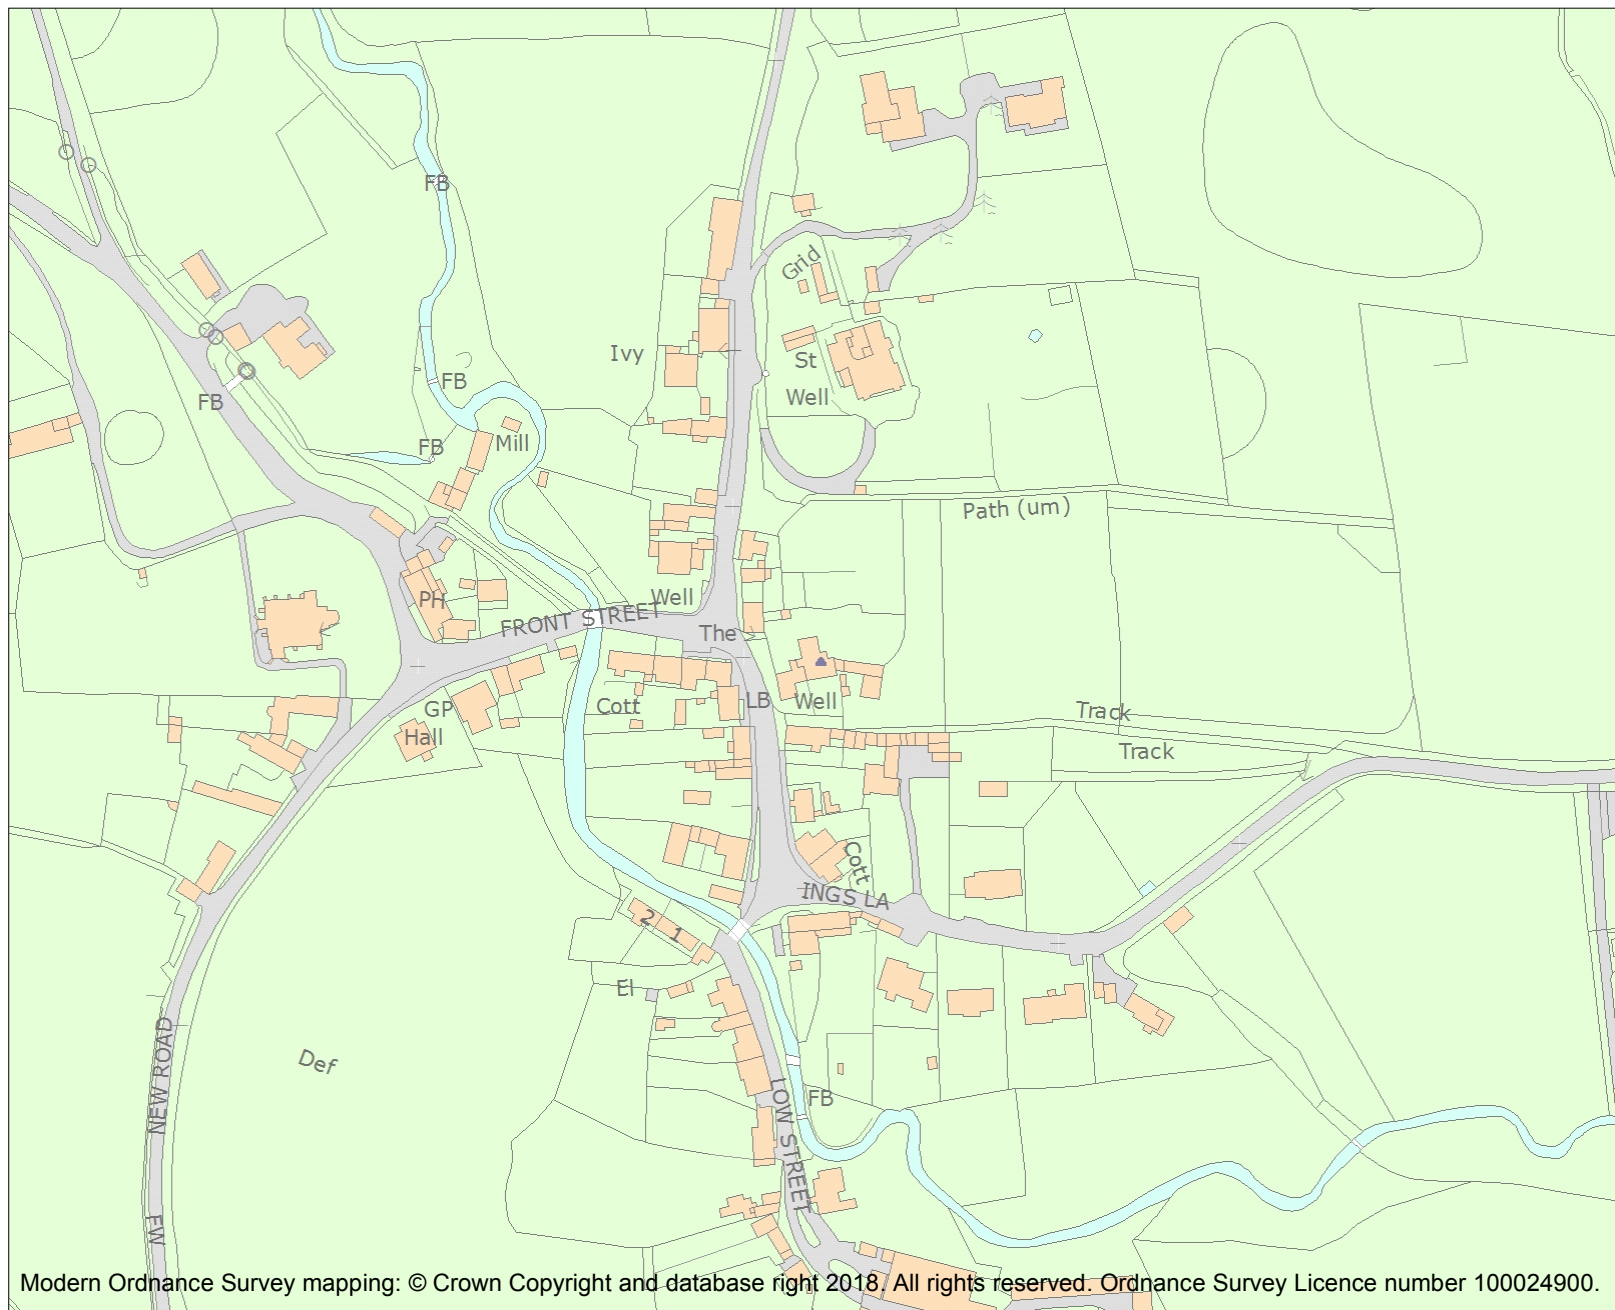 FB
Grid
Ivy
St
FB
Well
FB
FB
Mill
Path (um)
PH
Well
FRONT STREET
The
Cott
LB
Well
GP
Hall
Track
Track
Cott
INGS LA
2
1
El
NEW ROAD
Def
LOW STREET
FB
FW
Modern Ordnance Survey mapping: © Crown Copyright and database right 2018. All rights reserved. Ordnance Survey Licence number 100024900.